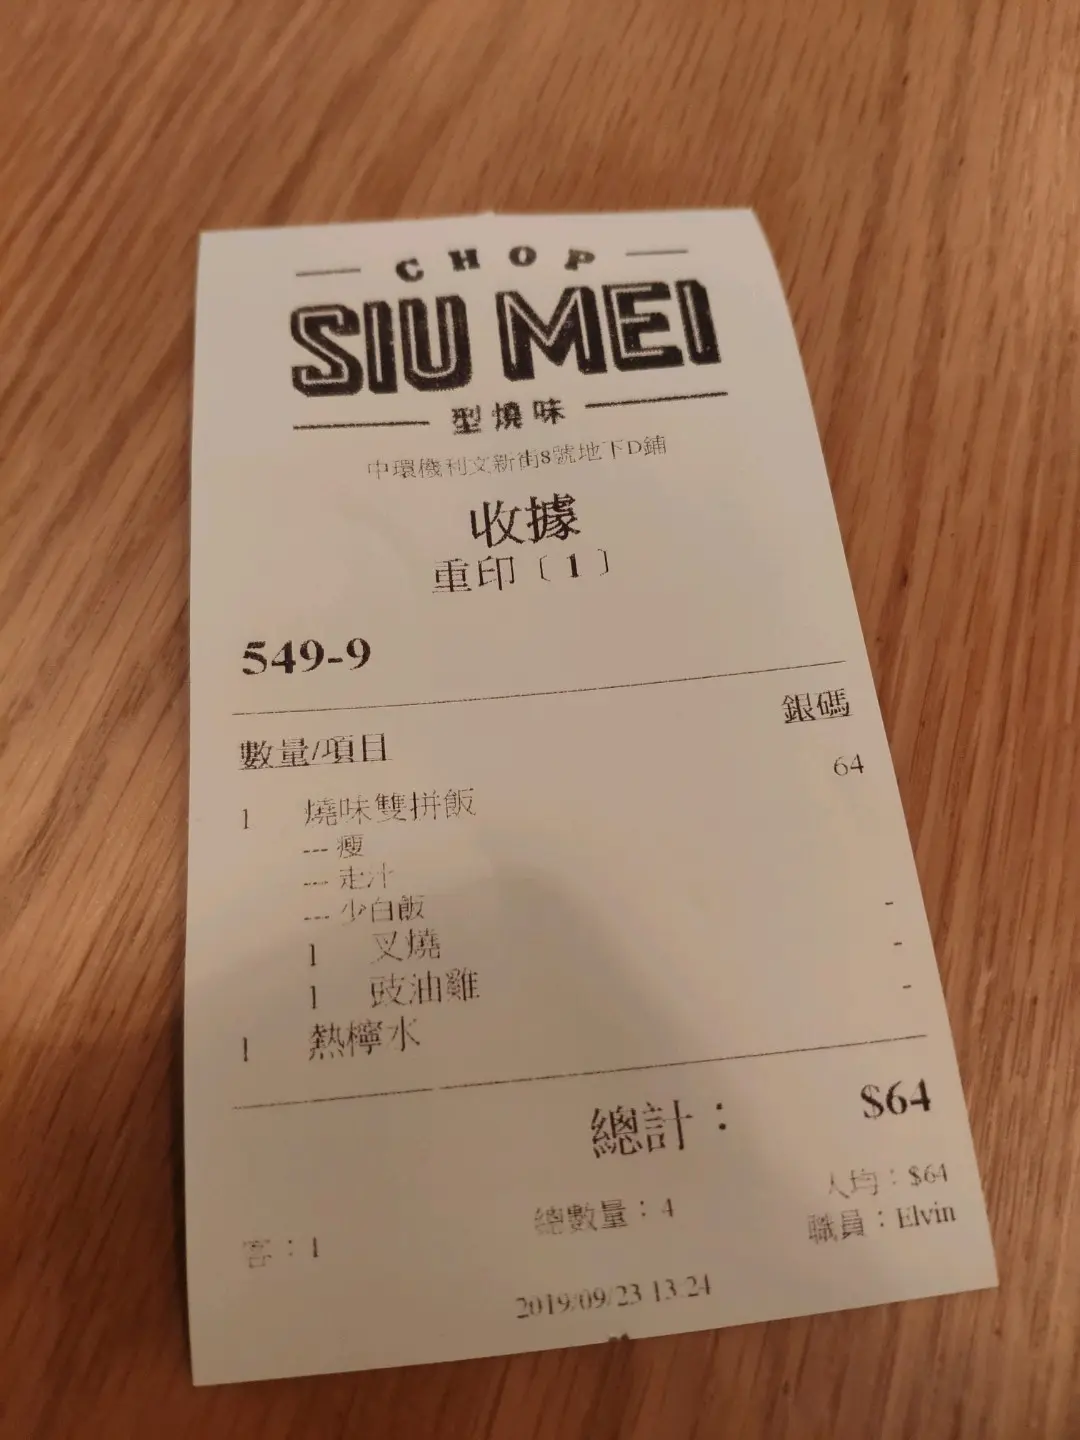 CHOP
SIU MEI
型燒味
中環機利文新街8號地下D鋪
收據
重印〔1〕
549-9
銀碼
數量/項目
1 燒味雙拼飯 64
--- 瘦
--- 走汁
--- 少白飯
1 叉燒 -
1 豉油雞 -
1 熱檸水 -
總計： $64
人均：$64
客：1 總數量：4 職員：Elvin
2019/09/23 13:24